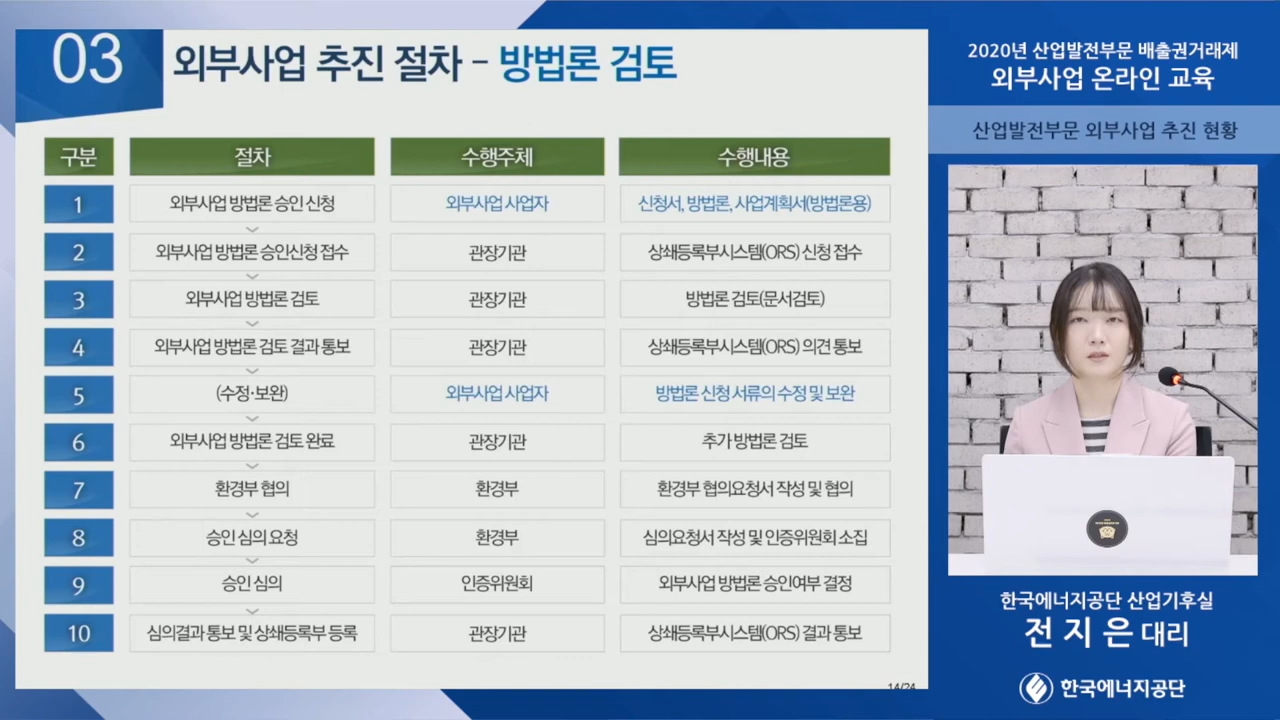 03
외부사업 추진 절차 - 방법론 검토
구분 절차 수행주체 수행내용
1 외부사업 방법론 승인 신청 외부사업 사업자 신청서, 방법론, 사업계획서(방법론용)
2 외부사업 방법론 승인신청 접수 관장기관 상쇄등록부시스템(ORS) 신청 접수
3 외부사업 방법론 검토 관장기관 방법론 검토(문서검토)
4 외부사업 방법론 검토 결과 통보 관장기관 상쇄등록부시스템(ORS) 의견 통보
5 (수정·보완) 외부사업 사업자 방법론 신청 서류의 수정 및 보완
6 외부사업 방법론 검토 완료 관장기관 추가 방법론 검토
7 환경부 협의 환경부 환경부 협의요청서 작성 및 협의
8 승인 심의 요청 환경부 심의요청서 작성 및 인증위원회 소집
9 승인 심의 인증위원회 외부사업 방법론 승인여부 결정
10 심의결과 통보 및 상쇄등록부 등록 관장기관 상쇄등록부시스템(ORS) 결과 통보
14/24
2020년 산업발전부문 배출권거래제
외부사업 온라인 교육
산업발전부문 외부사업 추진 현황
한국에너지공단 산업기후실
전 지 은 대리
한국에너지공단